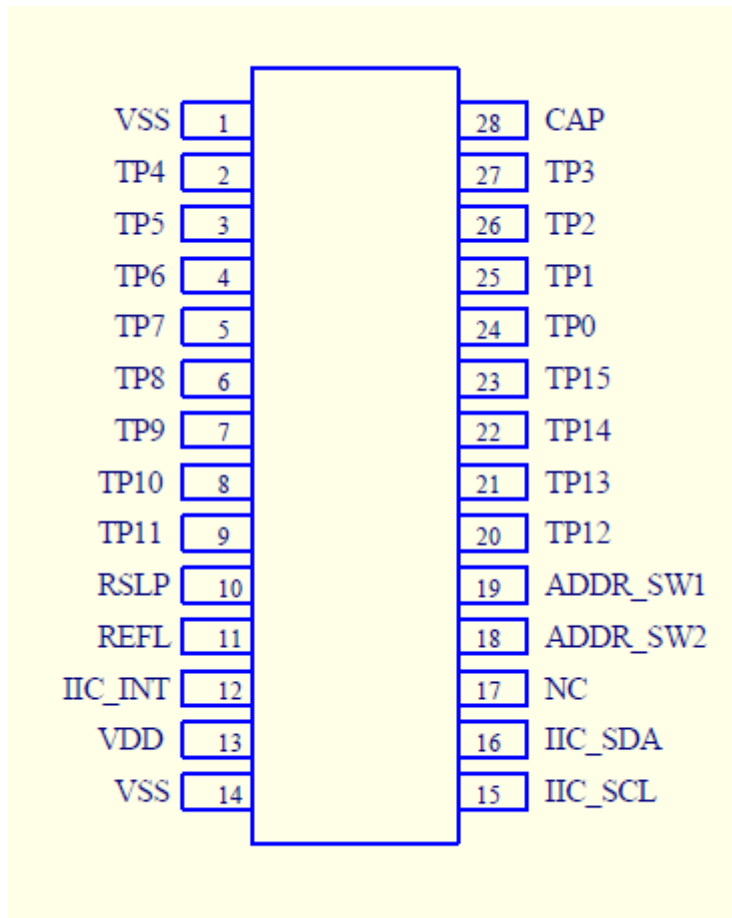 VSS 1 28 CAP
TP4 2 27 TP3
TP5 3 26 TP2
TP6 4 25 TP1
TP7 5 24 TP0
TP8 6 23 TP15
TP9 7 22 TP14
TP10 8 21 TP13
TP11 9 20 TP12
RSLP 10 19 ADDR_SW1
REFL 11 18 ADDR_SW2
IIC_INT 12 17 NC
VDD 13 16 IIC_SDA
VSS 14 15 IIC_SCL